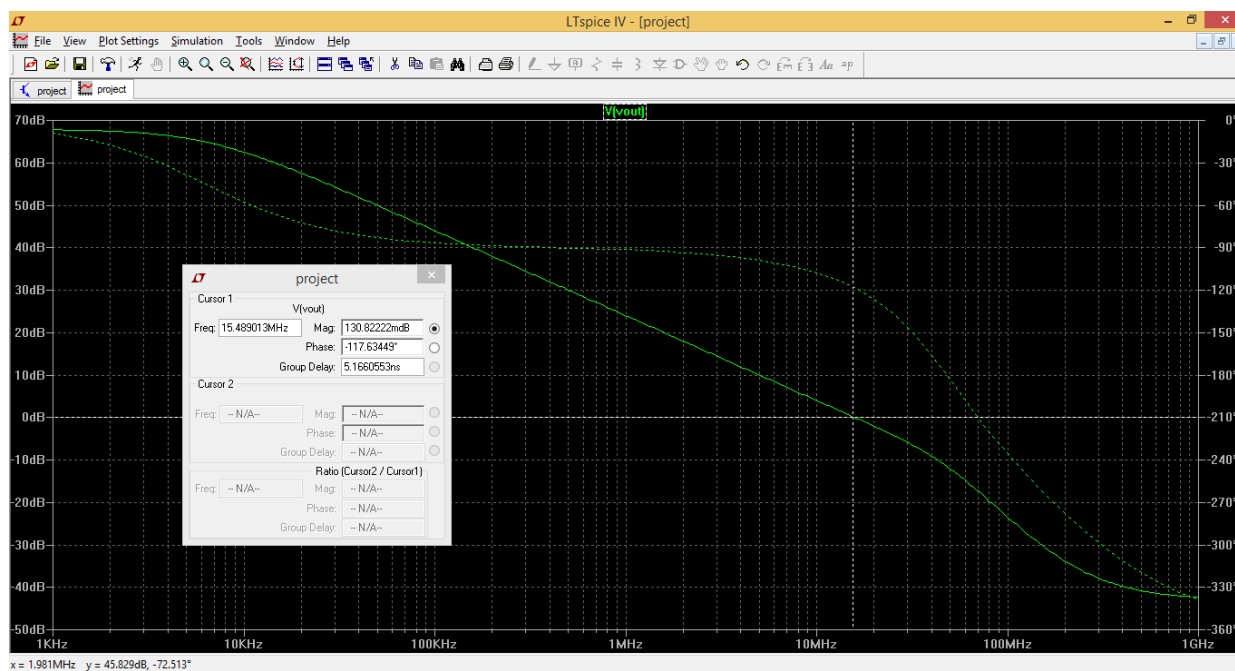 LTspice IV - [project]
File View Plot Settings Simulation Tools Window Help
project project
V(vout)
70dB 0°
60dB -30°
50dB -60°
40dB -90°
30dB -120°
20dB -150°
10dB -180°
0dB -210°
-10dB -240°
-20dB -270°
-30dB -300°
-40dB -330°
-50dB -360°
1KHz 10KHz 100KHz 1MHz 10MHz 100MHz 1GHz
project
Cursor 1
V(vout)
Freq: 15.489013MHz Mag: 130.82222mdB
Phase: -117.63449°
Group Delay: 5.1660553ns
Cursor 2
Freq: -- N/A-- Mag: -- N/A--
Phase: -- N/A--
Group Delay: -- N/A--
Ratio (Cursor2 / Cursor1)
Freq: -- N/A-- Mag: -- N/A--
Phase: -- N/A--
Group Delay: -- N/A--
x = 1.981MHz y = 45.829dB, -72.513°